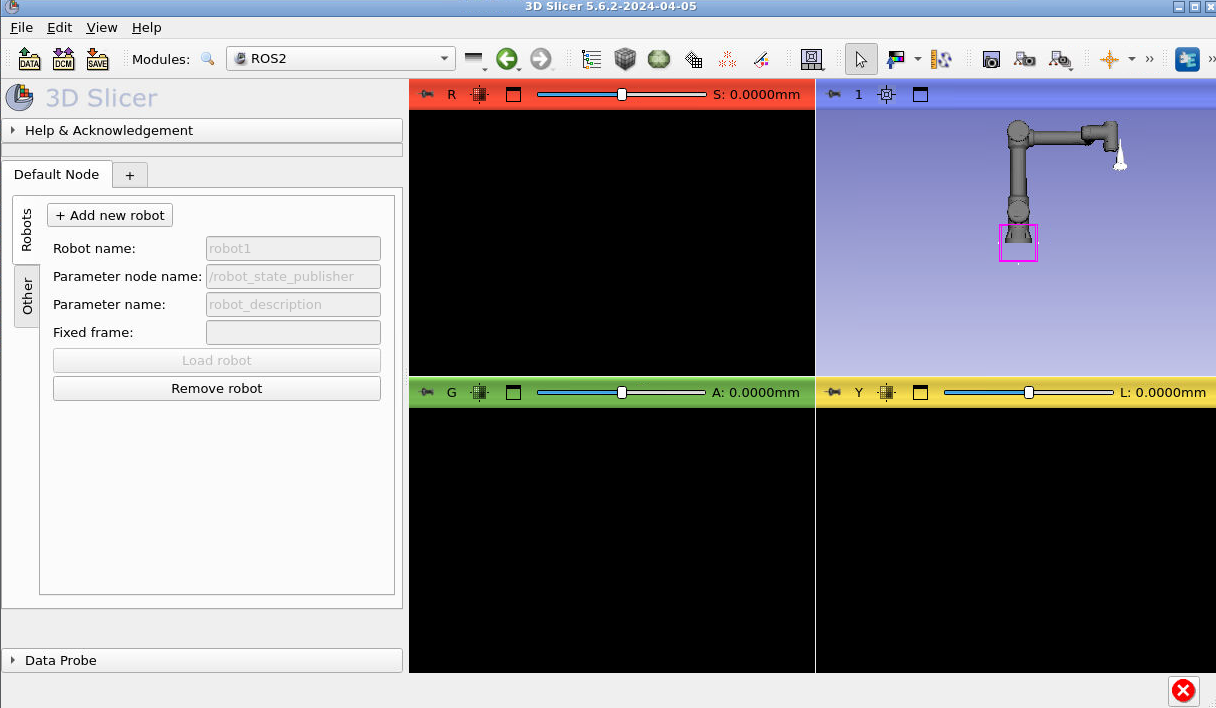 3D Slicer 5.6.2-2024-04-05
File Edit View Help
DATA DCM SAVE Modules: ROS2
3D Slicer
Help & Acknowledgement
Default Node +
Robots
Other
+ Add new robot
Robot name: robot1
Parameter node name: /robot_state_publisher
Parameter name: robot_description
Fixed frame:
Load robot
Remove robot
Data Probe
R S: 0.0000mm
1
G A: 0.0000mm
Y L: 0.0000mm